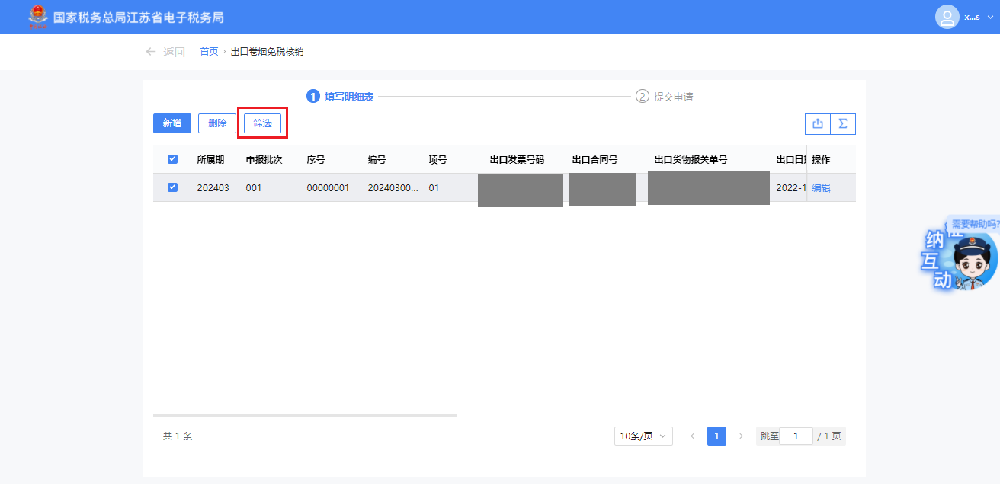 国家税务总局江苏省电子税务局
x...s
返回 首页 › 出口卷烟免税核销
1 填写明细表 2 提交申请
新增 删除 筛选
所属期 申报批次 序号 编号 项号 出口发票号码 出口合同号 出口货物报关单号 出口日 操作
202403 001 00000001 20240300... 01 2022-1 编辑
需要帮助吗?
纳
互
动
共 1 条 10条/页 1 跳至 1 / 1 页